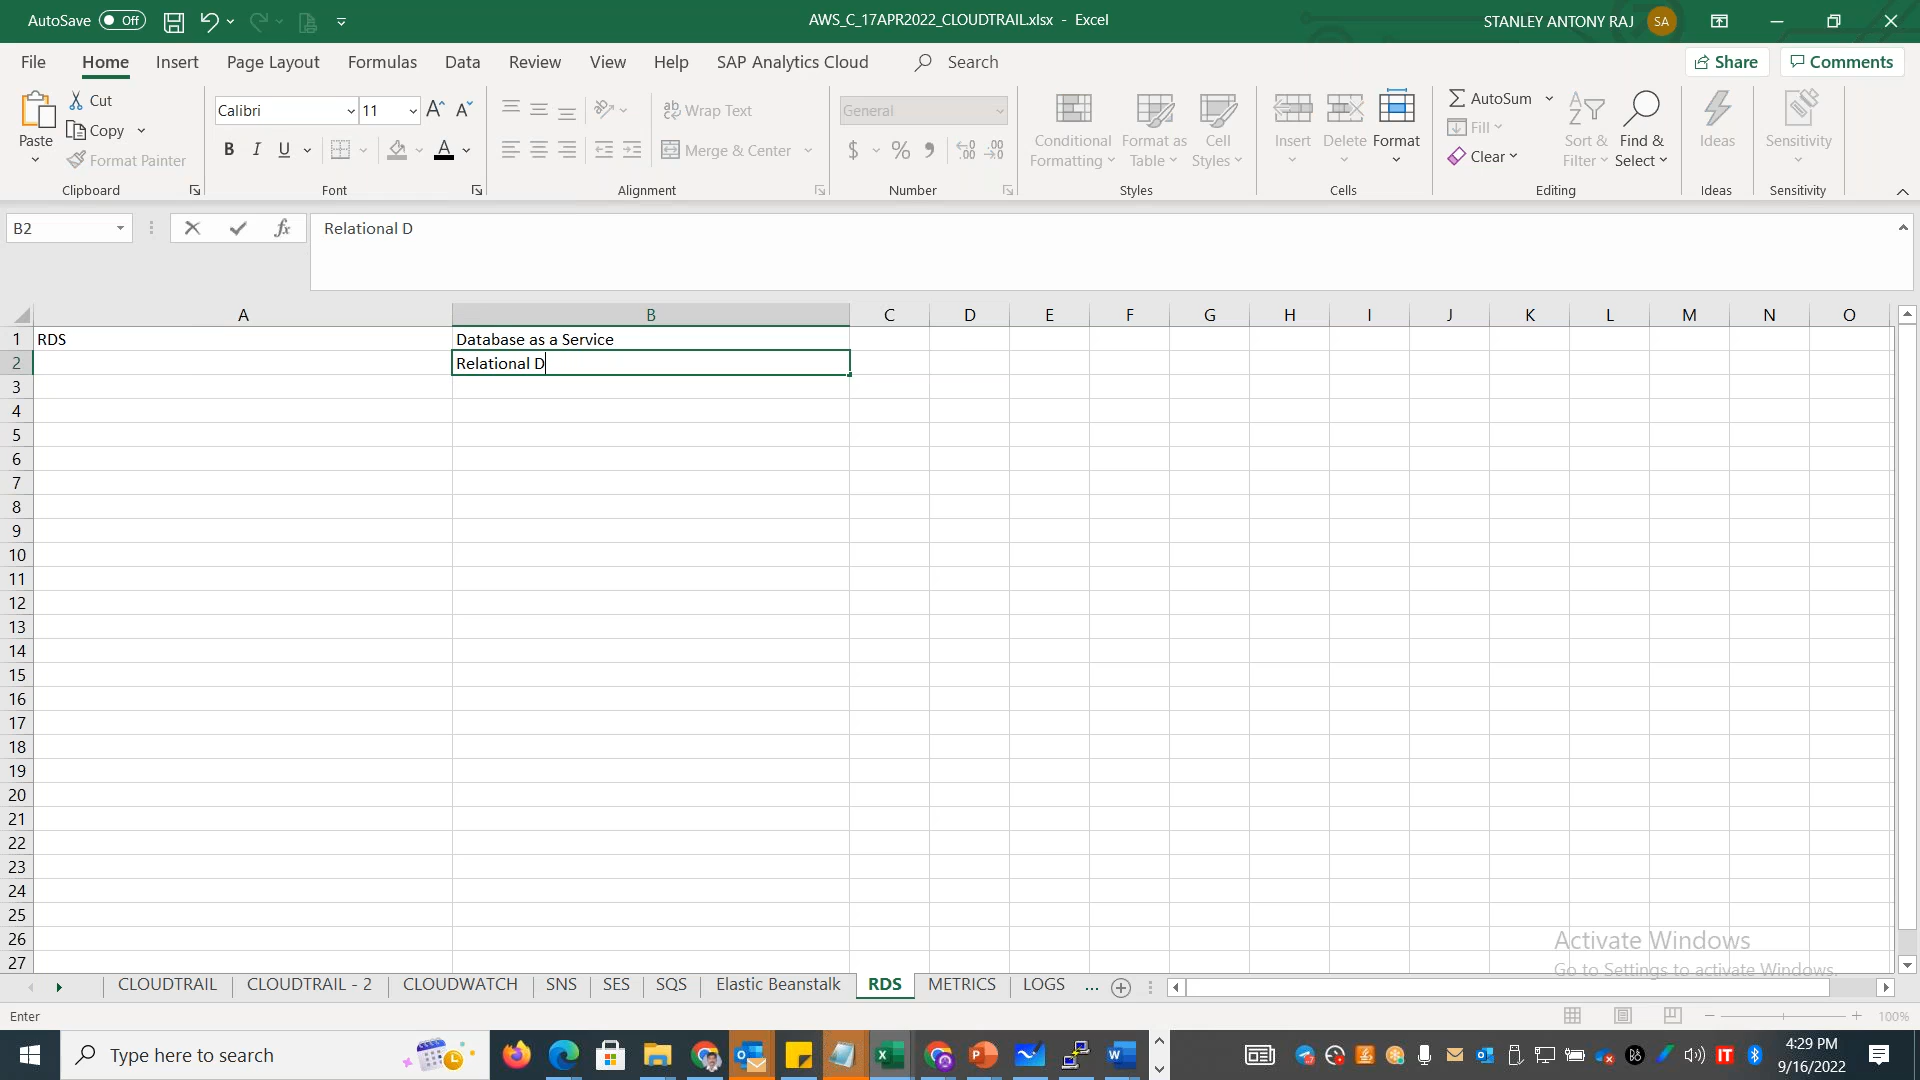 AutoSave Off
AWS_C_17APR2022_CLOUDTRAIL.xlsx - Excel
STANLEY ANTONY RAJ SA
File Home Insert Page Layout Formulas Data Review View Help SAP Analytics Cloud Search
Share Comments
Paste
Cut
Copy
Format Painter
Clipboard
Calibri 11
B I U
Font
Wrap Text
Merge & Center
Alignment
General
$ % 9
Number
Conditional Formatting
Format as Table
Cell Styles
Styles
Insert
Delete
Format
Cells
AutoSum
Fill
Clear
Sort & Filter
Find & Select
Editing
Ideas
Ideas
Sensitivity
Sensitivity
B2
fx
Relational D
A B C D E F G H I J K L M N O
1 RDS Database as a Service
2 Relational D
3
4
5
6
7
8
9
10
11
12
13
14
15
16
17
18
19
20
21
22
23
24
25
26
27
Activate Windows
Go to Settings to activate Windows.
CLOUDTRAIL CLOUDTRAIL - 2 CLOUDWATCH SNS SES SQS Elastic Beanstalk RDS METRICS LOGS ...
Enter
100%
Type here to search
4:29 PM
9/16/2022